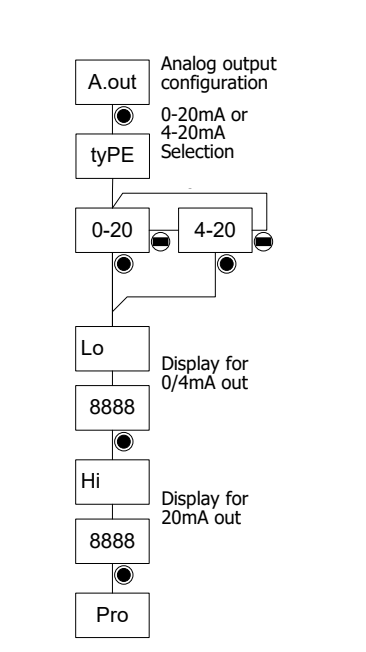 A.out
Analog output
configuration
0-20mA or
4-20mA
Selection
tyPE
0-20
4-20
Lo
Display for
0/4mA out
8888
Hi
Display for
20mA out
8888
Pro